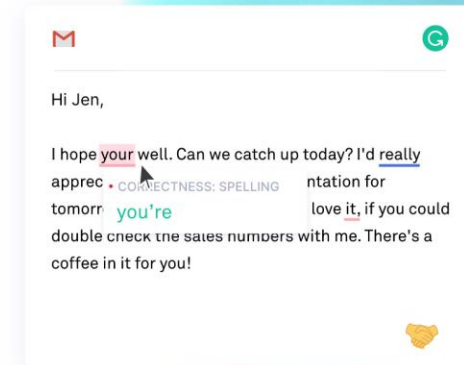 Hi Jen,
I hope your well. Can we catch up today? I'd really
apprec ntation for
• CORRECTNESS: SPELLING
you're
tomorr love it, if you could
double check the sales numbers with me. There's a
coffee in it for you!